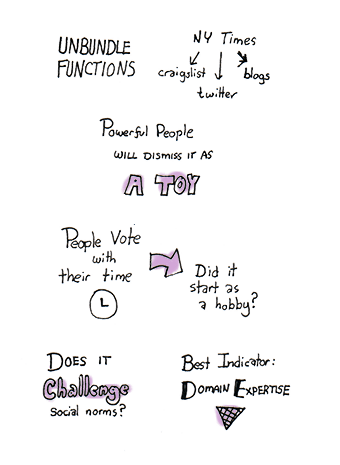 UNBUNDLE
FUNCTIONS
NY Times
craigslist
twitter
blogs
Powerful People
WILL DISMISS IT AS
A TOY
People Vote
with
their time
Did it
start as
a hobby?
DOES IT
Challenge
social norms?
Best Indicator:
DOMAIN EXPERTISE